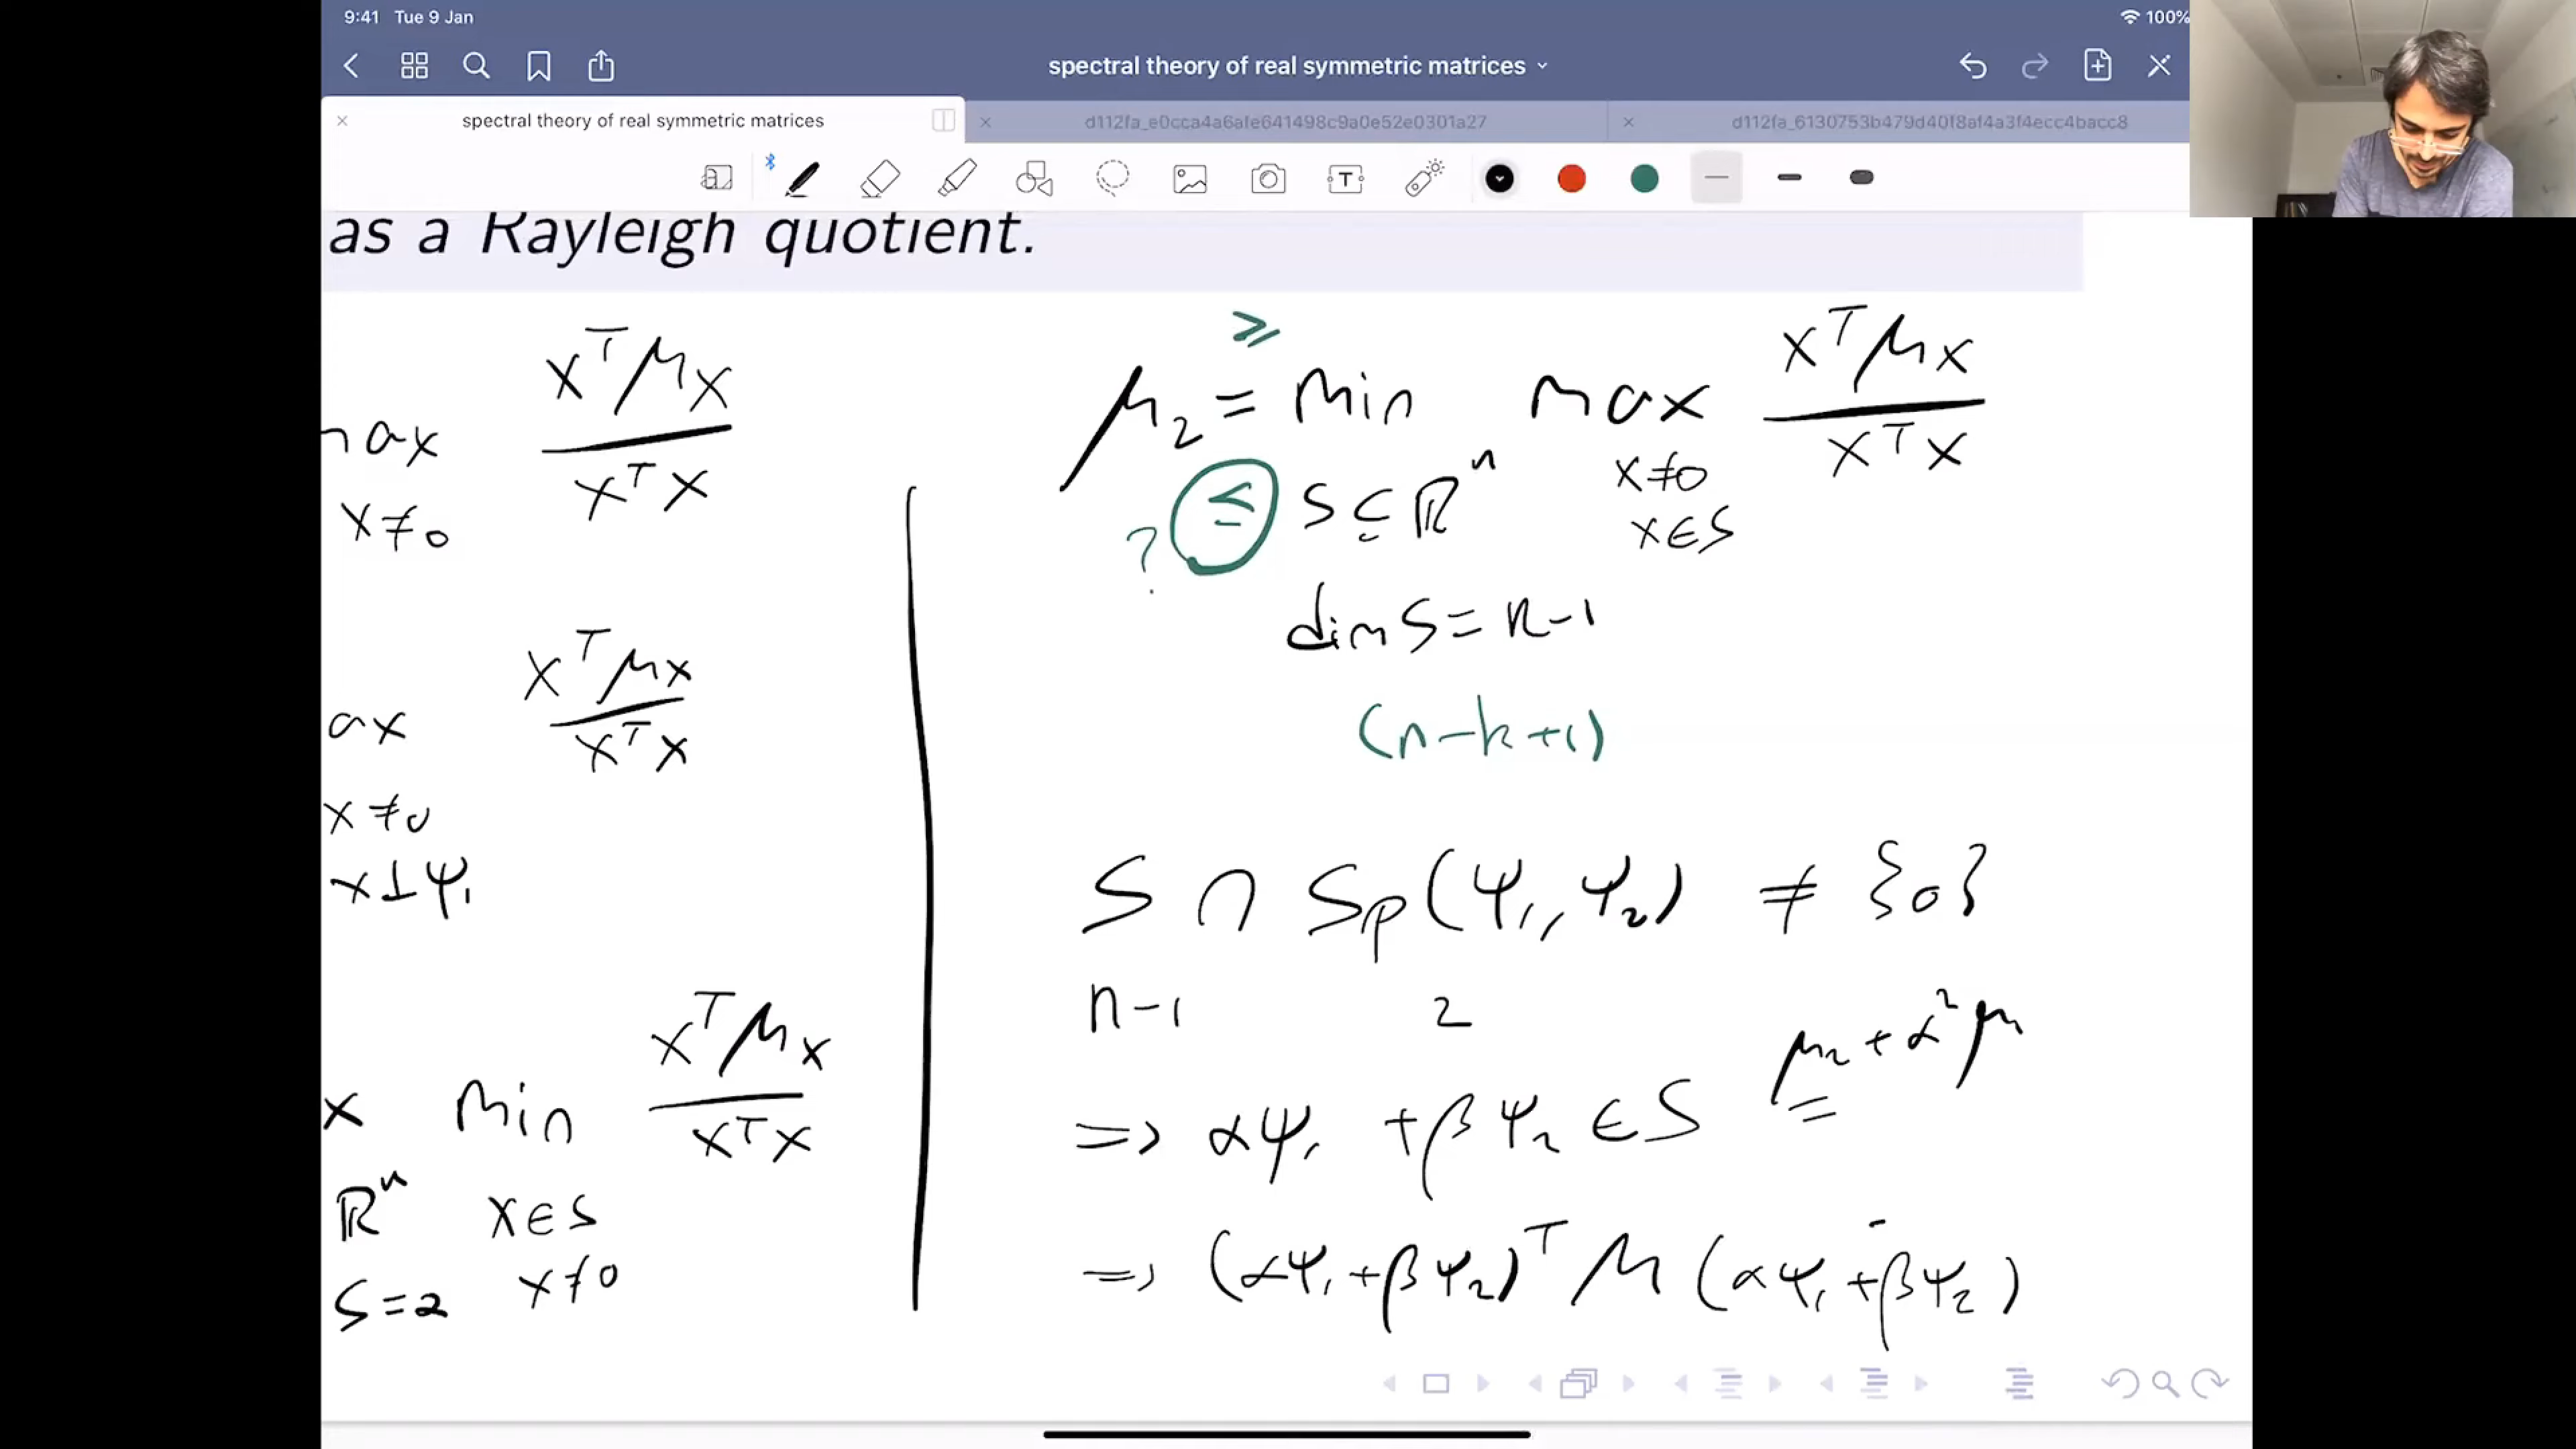 9:41 Tue 9 Jan
100%
spectral theory of real symmetric matrices
spectral theory of real symmetric matrices
d112fa_e0cca4a6afe641498c9a0e52e0301a27
d112fa_6130753b479d40f8af4a3f4ecc4bacc8
a
T
as a Rayleigh quotient.
max xᵀMx / xᵀx
x≠0
ax xᵀMx / xᵀx
x≠0
x⊥ψ₁
x min xᵀMx / xᵀx
ℝⁿ x∈S
S=2 x≠0
≥
μ₂ = min max xᵀMx / xᵀx
? ≤ S⊆ℝⁿ x≠0
x∈S
dim S = n-1
(n-k+1)
S ∩ Sp(ψ₁,ψ₂) ≠ {0}
n-1 2
μ₂ + α²μ
=> αψ₁ + βψ₂ ∈ S
=> (αψ₁+βψ₂)ᵀ M (αψ₁+βψ₂)